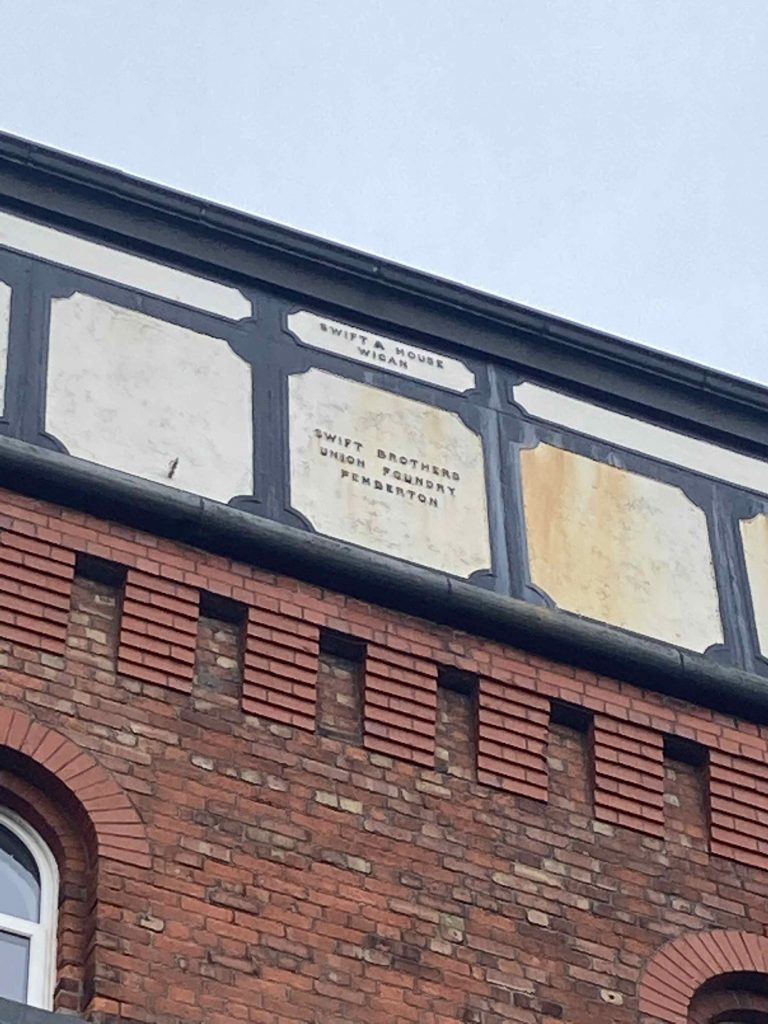 SWIFT & HOUSE
WIGAN
SWIFT BROTHERS
UNION FOUNDRY
PEMBERTON